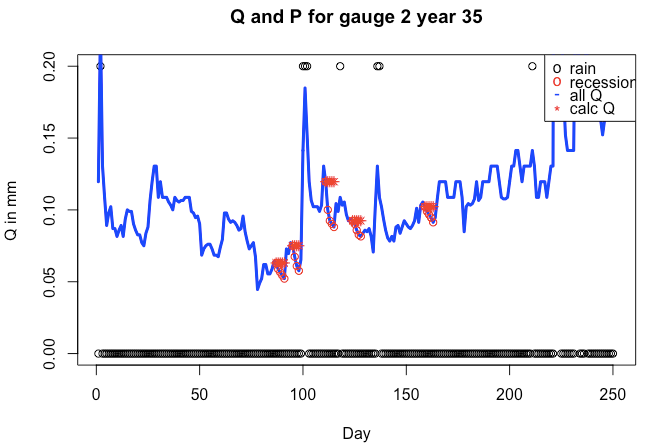 Q and P for gauge 2 year 35
Q in mm
0.20
0.15
0.10
0.05
0.00
rain
recession
all Q
calc Q
0 50 100 150 200 250
Day